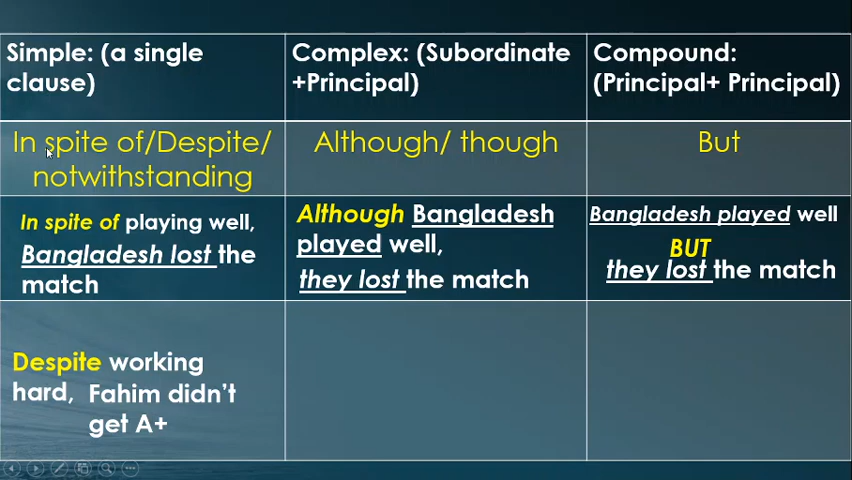 Simple: (a single
clause)
Complex: (Subordinate
+Principal)
Compound:
(Principal+ Principal)
In spite of/Despite/
notwithstanding
Although/ though
But
In spite of playing well,
Bangladesh lost the
match
Although Bangladesh
played well,
they lost the match
Bangladesh played well
BUT
they lost the match
Despite working
hard, Fahim didn't
get A+